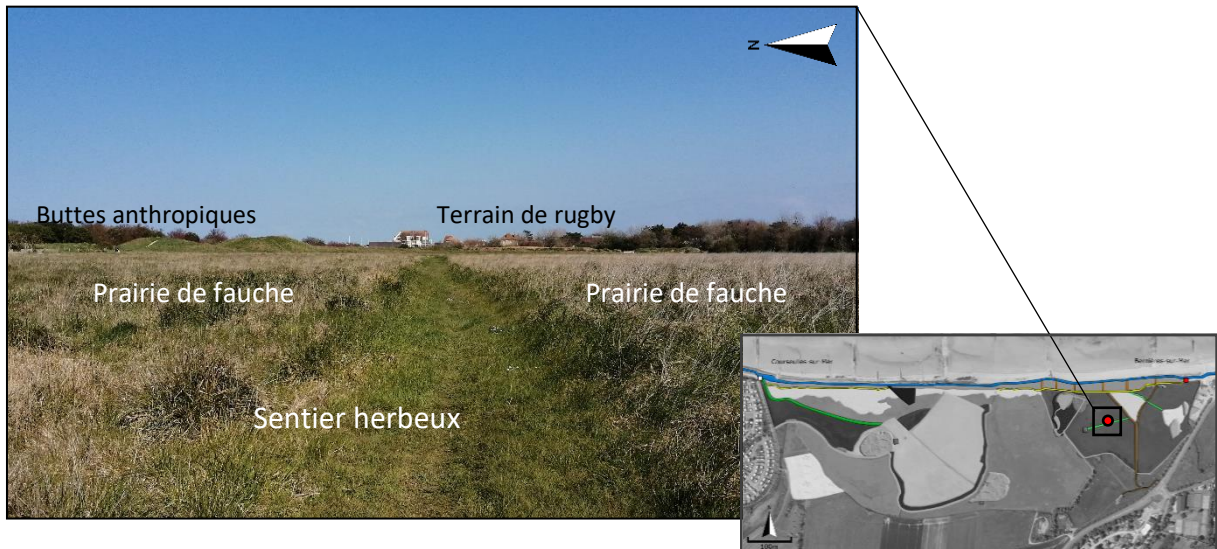 N
Buttes anthropiques
Terrain de rugby
Prairie de fauche
Prairie de fauche
Sentier herbeux
Courseulles-sur-Mer
Bernières-sur-Mer
N
100m